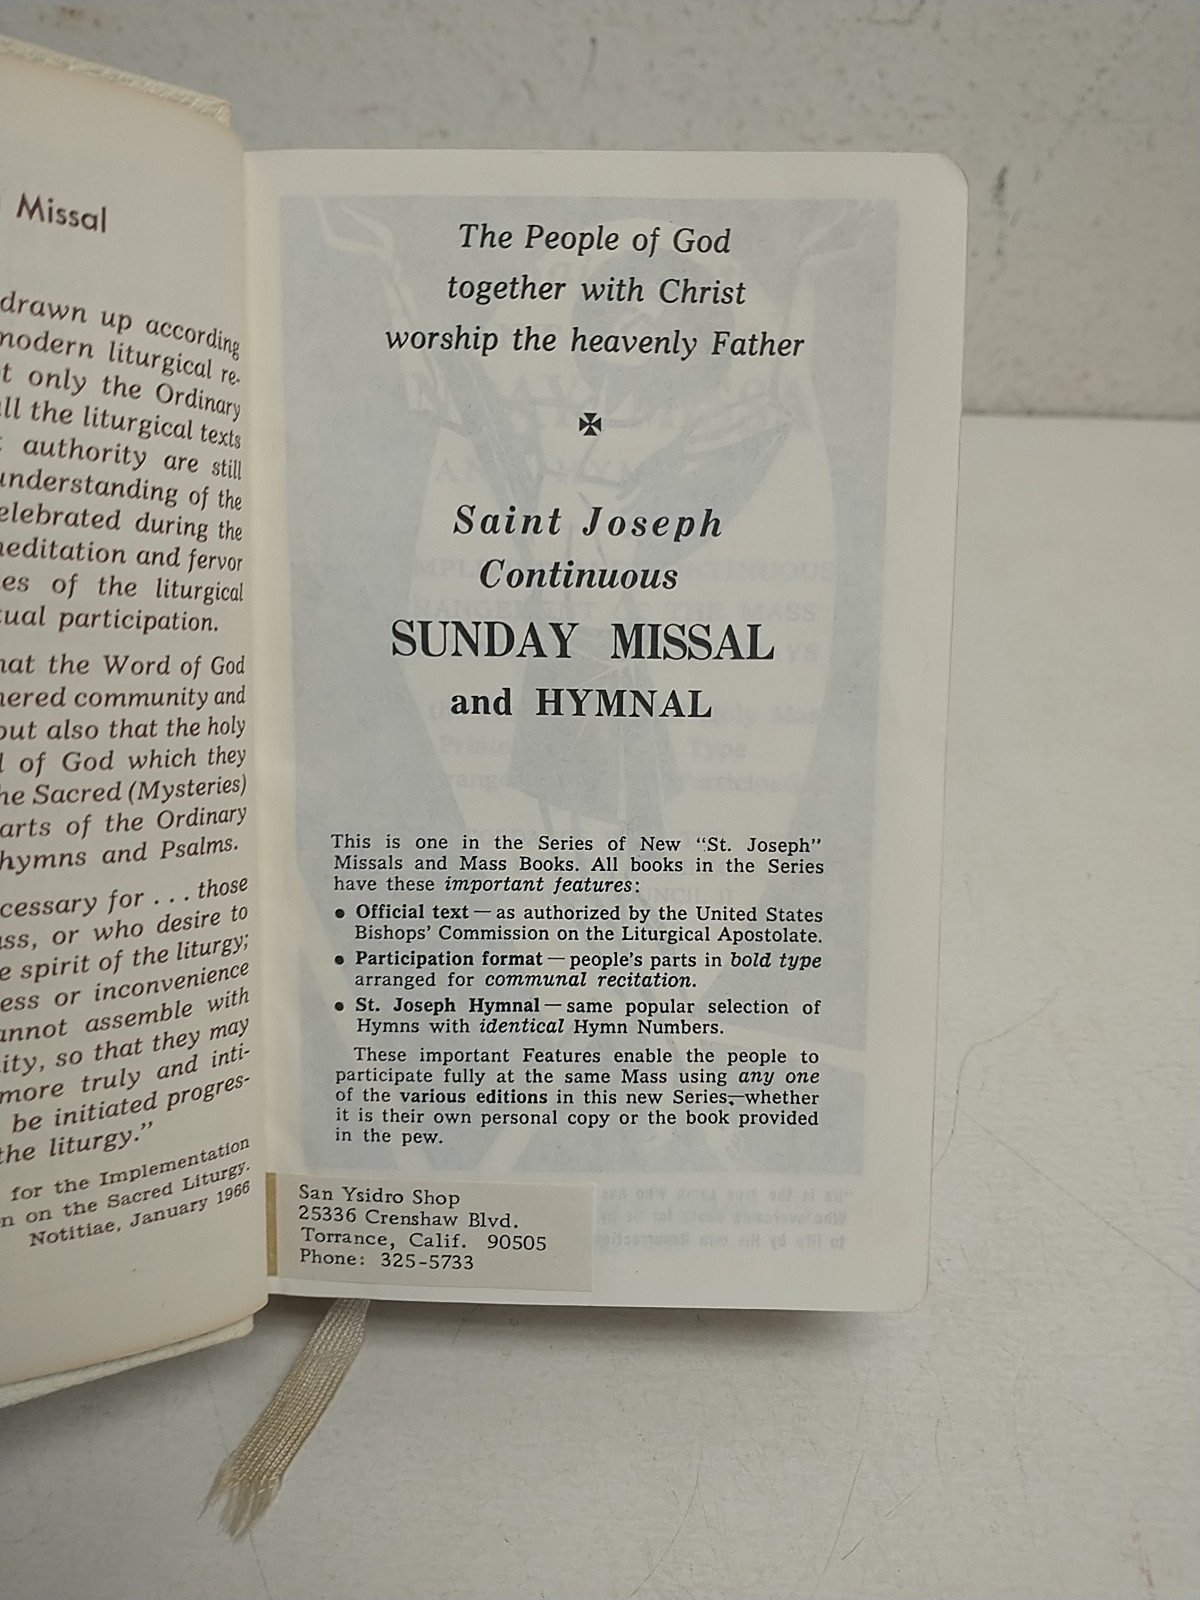 Missal
drawn up according
modern liturgical re-
only the Ordinary
all the liturgical texts
authority are still
understanding of the
celebrated during the
meditation and fervor
es of the liturgical
tual participation.
hat the Word of God
hered community and
but also that the holy
of God which they
he Sacred (Mysteries)
arts of the Ordinary
hymns and Psalms.
cessary for . . . those
ass, or who desire to
e spirit of the liturgy;
ess or inconvenience
annot assemble with
ity, so that they may
more truly and inti-
be initiated progres-
the liturgy."
for the Implementation
n on the Sacred Liturgy.
Notitiae, January 1966
The People of God
together with Christ
worship the heavenly Father
Saint Joseph
Continuous
SUNDAY MISSAL
and HYMNAL
This is one in the Series of New "St. Joseph"
Missals and Mass Books. All books in the Series
have these important features:
• Official text — as authorized by the United States
Bishops' Commission on the Liturgical Apostolate.
• Participation format — people's parts in bold type
arranged for communal recitation.
• St. Joseph Hymnal — same popular selection of
Hymns with identical Hymn Numbers.
These important Features enable the people to
participate fully at the same Mass using any one
of the various editions in this new Series,—whether
it is their own personal copy or the book provided
in the pew.
San Ysidro Shop
25336 Crenshaw Blvd.
Torrance, Calif. 90505
Phone: 325-5733